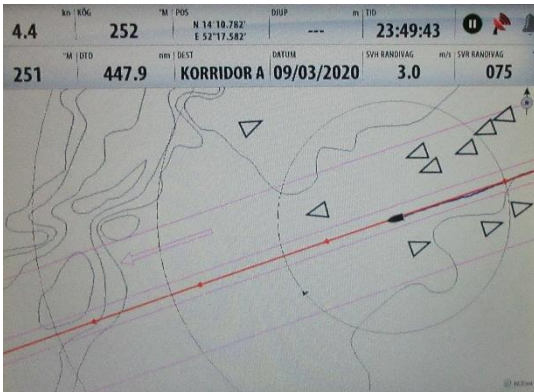 kn KÖG °M POS DJUP m TID
4.4 252 N 14°10.782' --- 23:49:43
E 52°17.582'
°M DTD nm DEST DATUM SVH RANDIVAG m/s SVR RANDIVAG
251 447.9 KORRIDOR A 09/03/2020 3.0 075